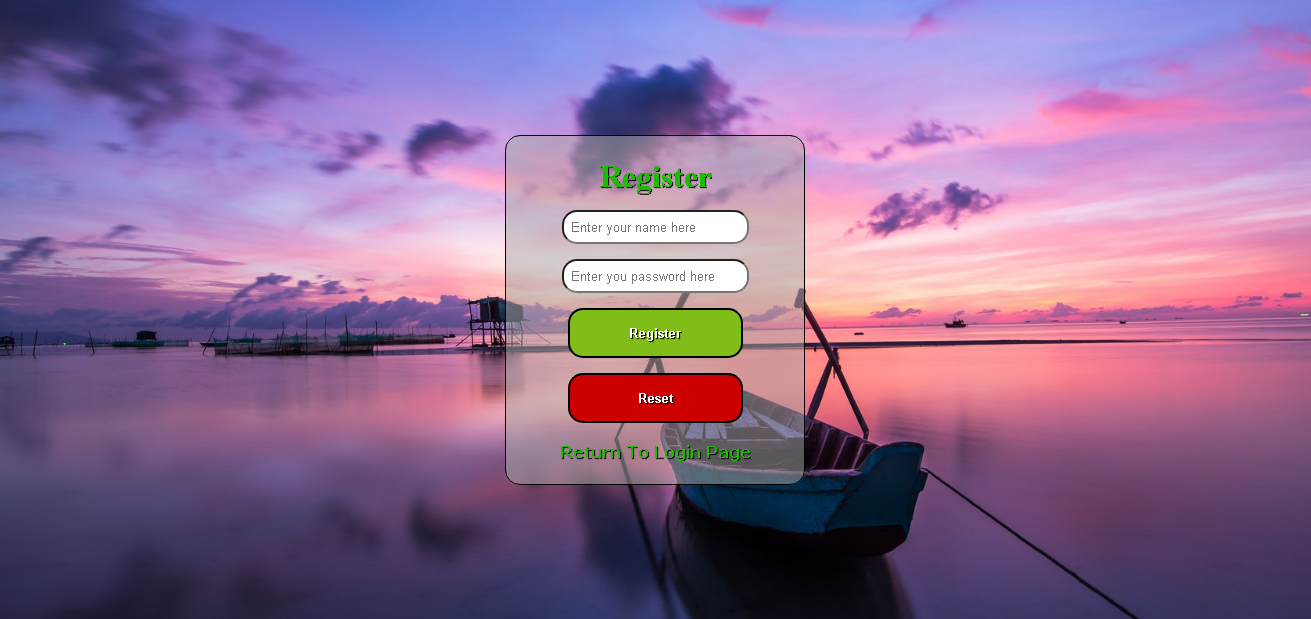 Register
Enter your name here
Enter you password here
Register
Reset
Return To Login Page